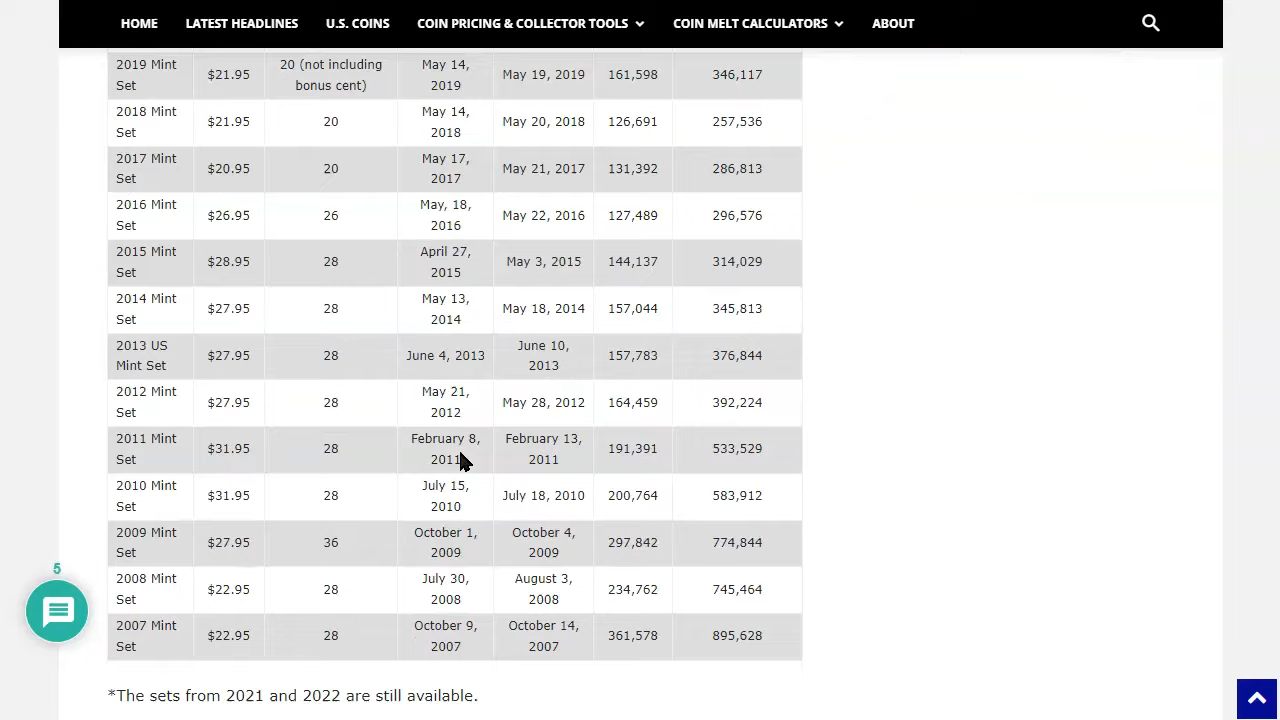 HOME LATEST HEADLINES U.S. COINS COIN PRICING & COLLECTOR TOOLS COIN MELT CALCULATORS ABOUT
2019 Mint Set $21.95 20 (not including bonus cent) May 14, 2019 May 19, 2019 161,598 346,117
2018 Mint Set $21.95 20 May 14, 2018 May 20, 2018 126,691 257,536
2017 Mint Set $20.95 20 May 17, 2017 May 21, 2017 131,392 286,813
2016 Mint Set $26.95 26 May, 18, 2016 May 22, 2016 127,489 296,576
2015 Mint Set $28.95 28 April 27, 2015 May 3, 2015 144,137 314,029
2014 Mint Set $27.95 28 May 13, 2014 May 18, 2014 157,044 345,813
2013 US Mint Set $27.95 28 June 4, 2013 June 10, 2013 157,783 376,844
2012 Mint Set $27.95 28 May 21, 2012 May 28, 2012 164,459 392,224
2011 Mint Set $31.95 28 February 8, 2011 February 13, 2011 191,391 533,529
2010 Mint Set $31.95 28 July 15, 2010 July 18, 2010 200,764 583,912
2009 Mint Set $27.95 36 October 1, 2009 October 4, 2009 297,842 774,844
2008 Mint Set $22.95 28 July 30, 2008 August 3, 2008 234,762 745,464
2007 Mint Set $22.95 28 October 9, 2007 October 14, 2007 361,578 895,628
5
*The sets from 2021 and 2022 are still available.